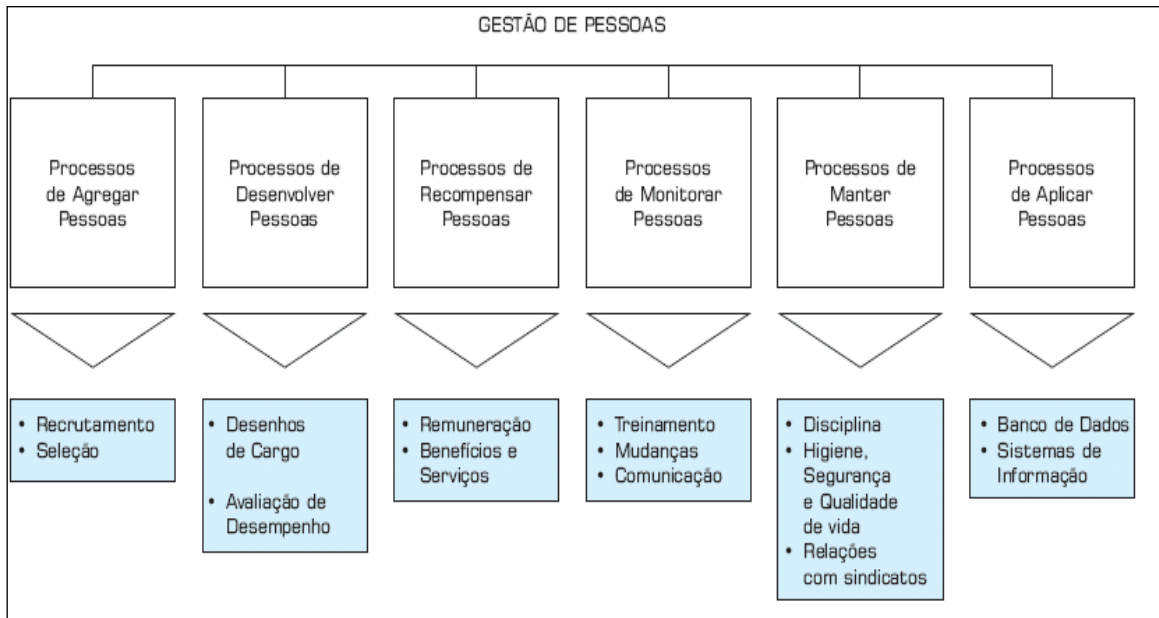 GESTÃO DE PESSOAS
Processos
de Agregar
Pessoas
Processos de
Desenvolver
Pessoas
Processos de
Recompensar
Pessoas
Processos
de Monitorar
Pessoas
Processos de
Manter
Pessoas
Processos
de Aplicar
Pessoas
• Recrutamento
• Seleção
• Desenhos
de Cargo
• Avaliação de
Desempenho
• Remuneração
• Benefícios e
Serviços
• Treinamento
• Mudanças
• Comunicação
• Disciplina
• Higiene,
Segurança
e Qualidade
de vida
• Relações
com sindicatos
• Banco de Dados
• Sistemas de
Informação